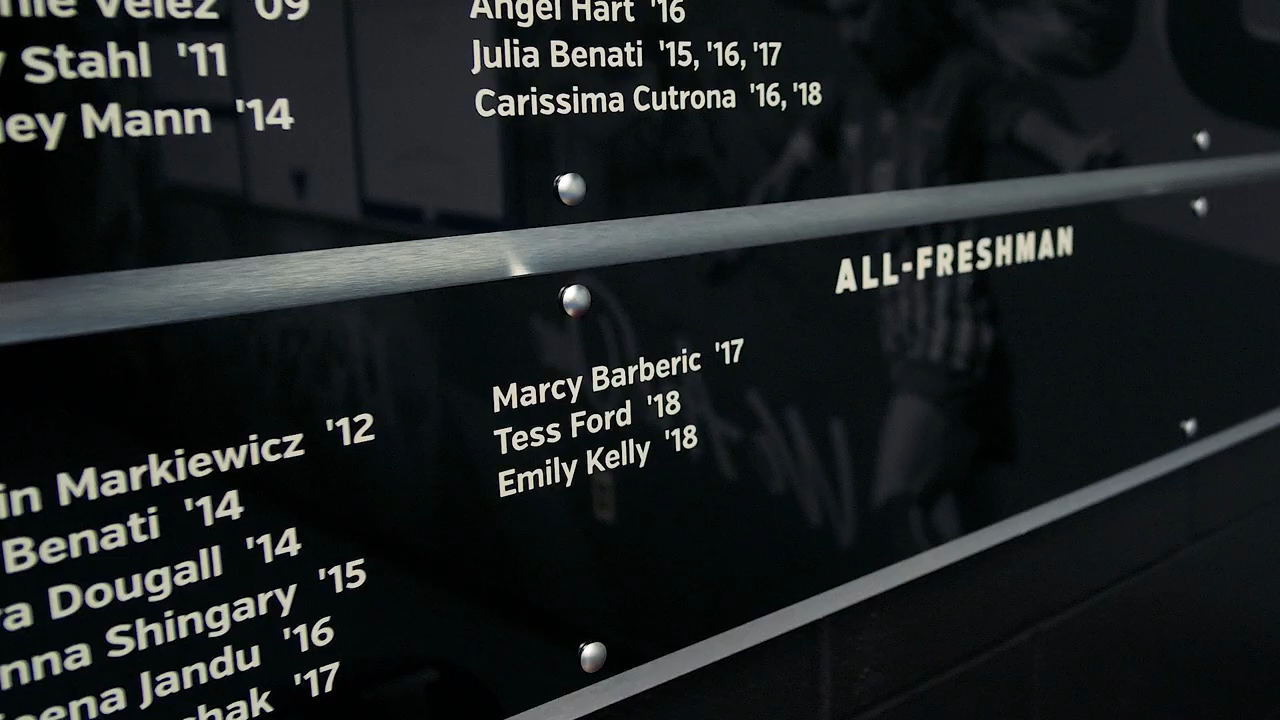 Velez '09
Stahl '11
Mann '14
Angel Hart '16
Julia Benati '15, '16, '17
Carissima Cutrona '16, '18
ALL-FRESHMAN
Markiewicz '12
Benati '14
Dougall '14
Shingary '15
Jandu '16
'17
Marcy Barberic '17
Tess Ford '18
Emily Kelly '18